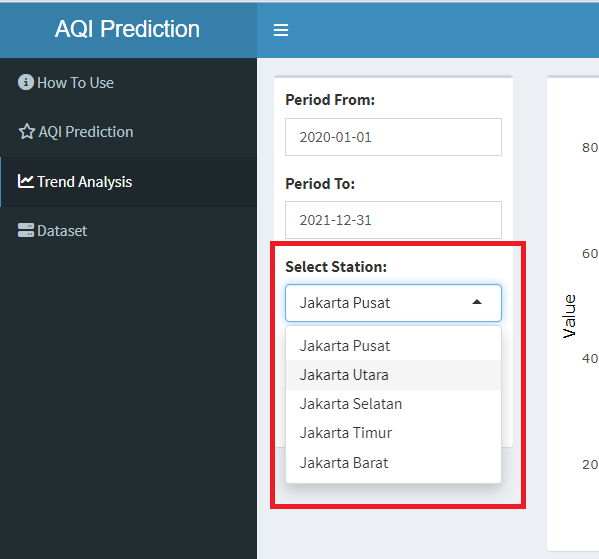 AQI Prediction
How To Use
AQI Prediction
Trend Analysis
Dataset
Period From:
2020-01-01
Period To:
2021-12-31
Select Station:
Jakarta Pusat
Jakarta Pusat
Jakarta Utara
Jakarta Selatan
Jakarta Timur
Jakarta Barat
80
60
40
20
Value